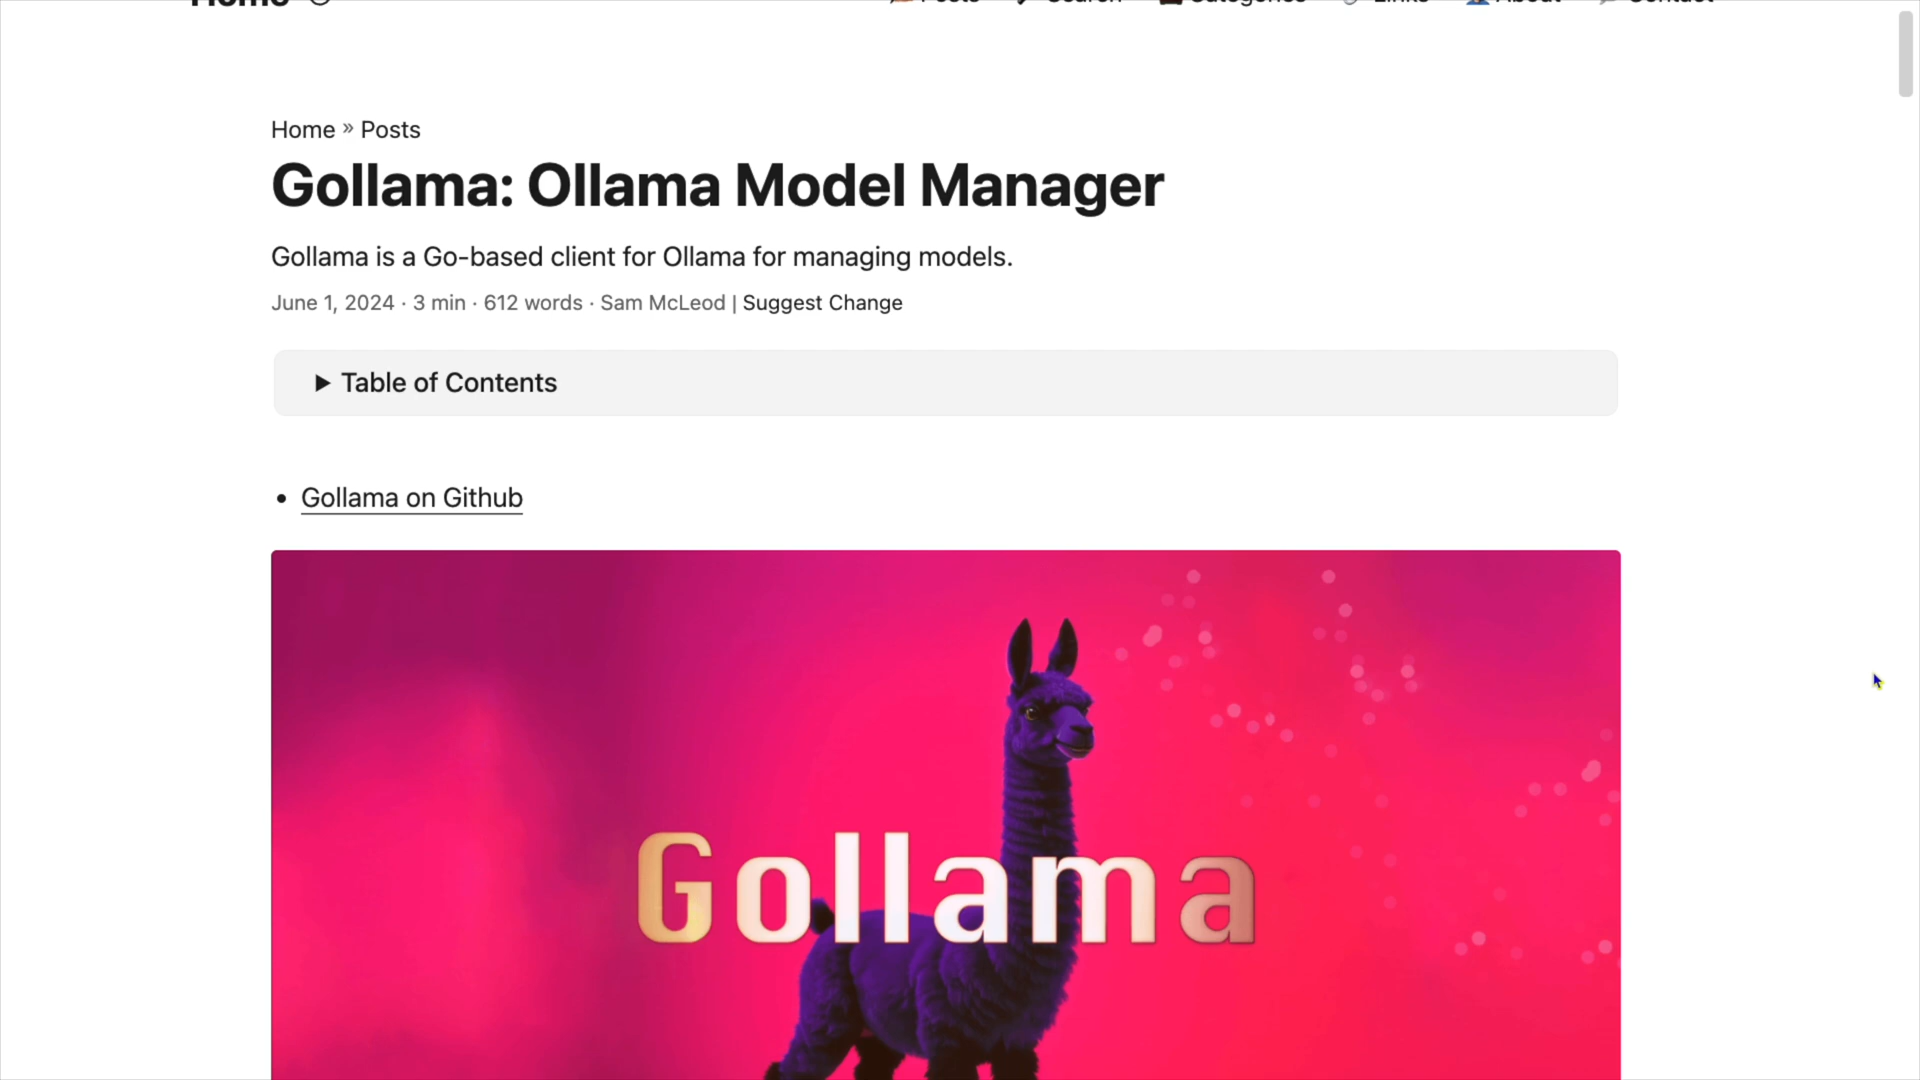 Home » Posts
Gollama: Ollama Model Manager
Gollama is a Go-based client for Ollama for managing models.
June 1, 2024 · 3 min · 612 words · Sam McLeod | Suggest Change
▶ Table of Contents
• Gollama on Github
Gollama